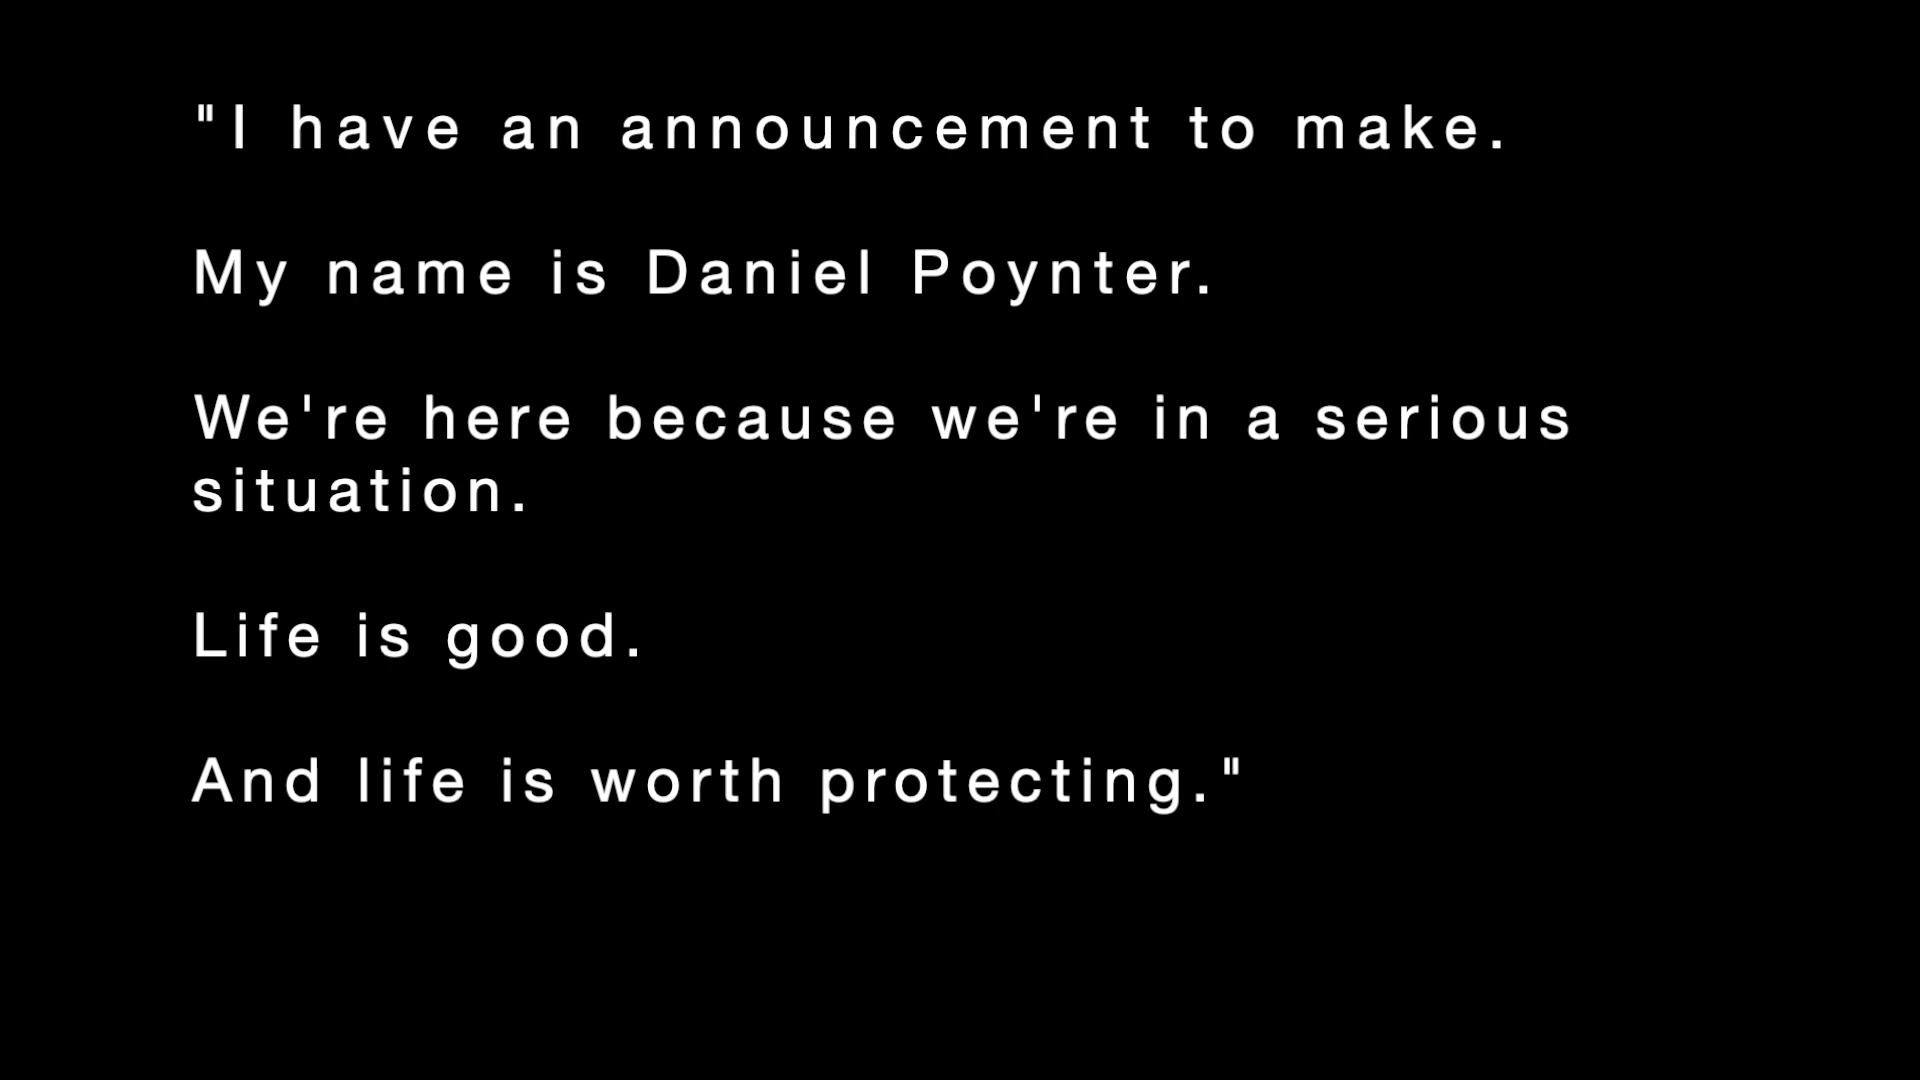 "I have an announcement to make.
My name is Daniel Poynter.
We're here because we're in a serious
situation.
Life is good.
And life is worth protecting."